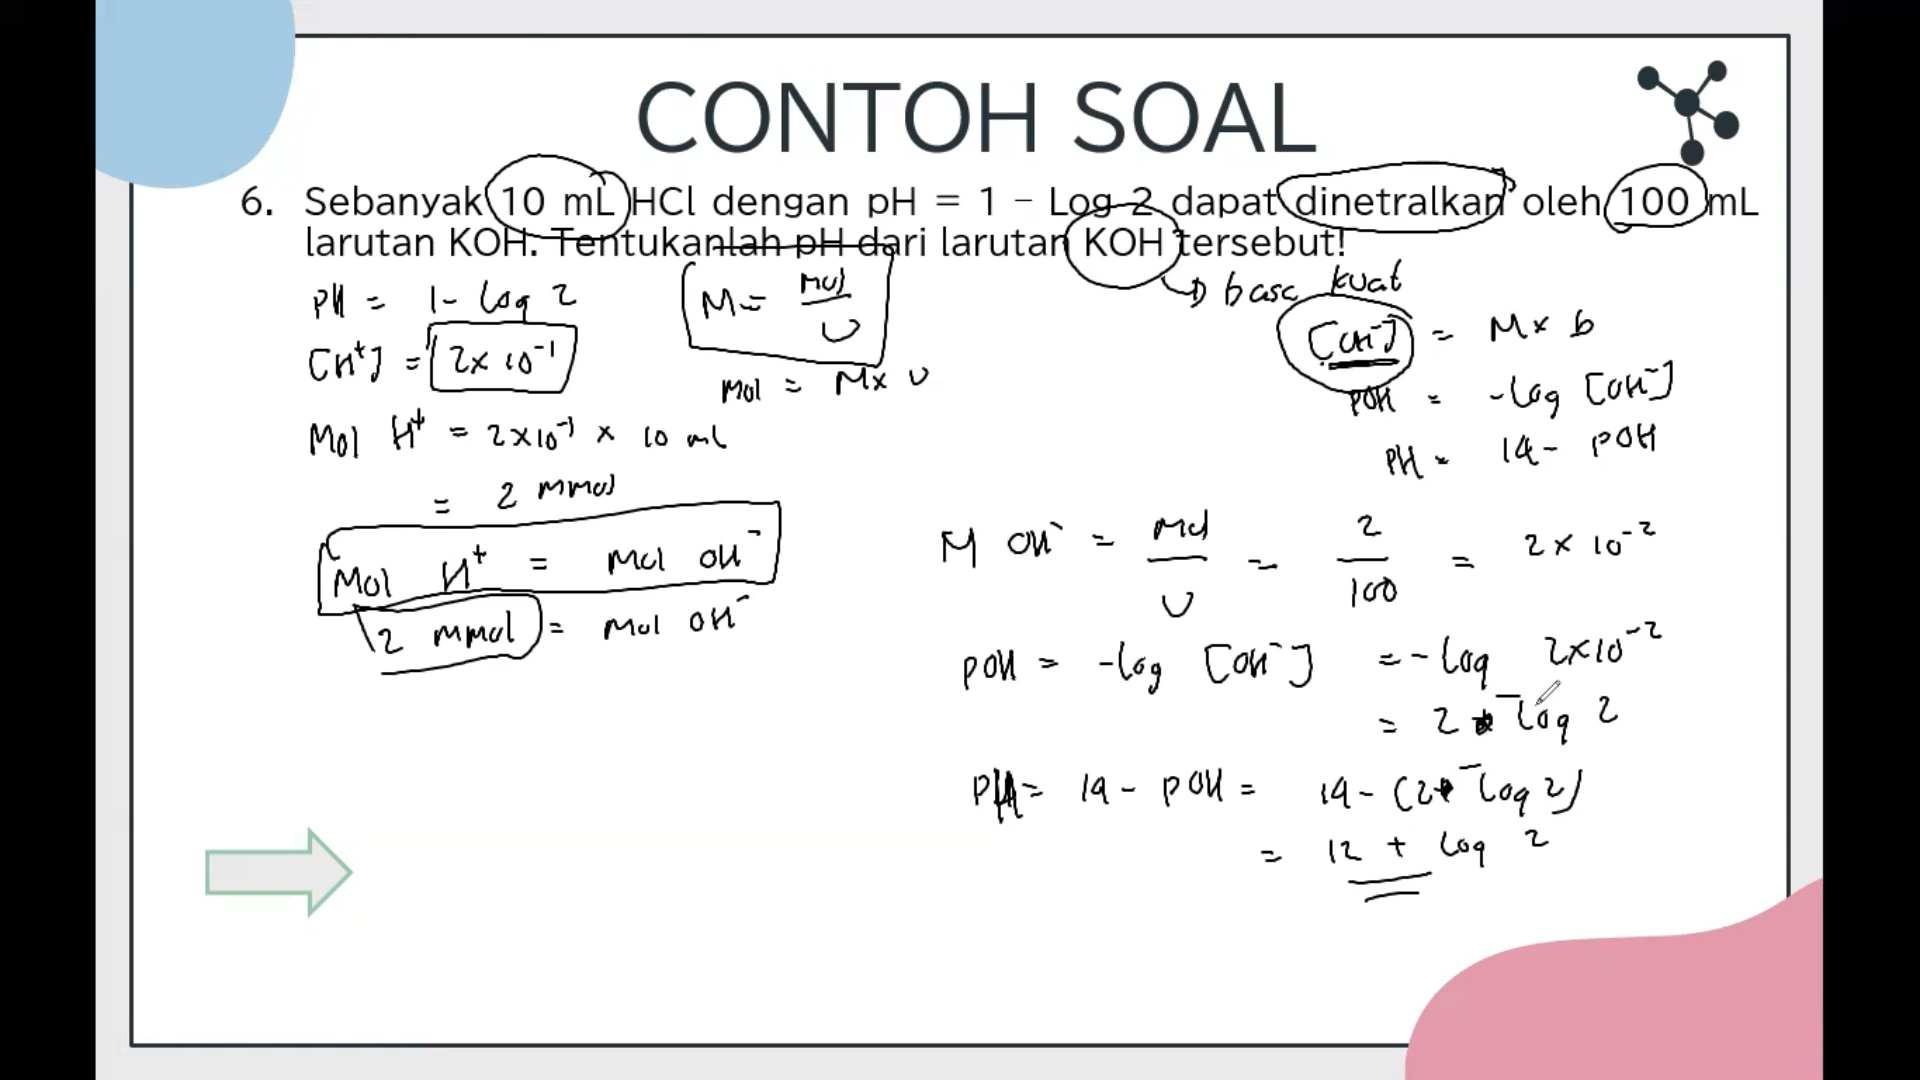 CONTOH SOAL
6. Sebanyak 10 mL HCl dengan pH = 1 – Log 2 dapat dinetralkan oleh 100 mL
larutan KOH. Tentukanlah pH dari larutan KOH tersebut!
PH = 1- log 2
[H⁺] = 2x 10⁻¹
Mol H⁺ = 2x10⁻¹ x 10 ml
= 2 mmol
Mol H⁺ = Mol OH⁻
2 mmol = Mol OH⁻
M = mol / V
Mol = M x V
basa kuat
[OH⁻] = M x b
POH = -log [OH⁻]
PH = 14- POH
M OH⁻ = mol / V = 2 / 100 = 2 x 10⁻²
POH = -log [OH⁻] = -log 2x10⁻²
= 2 - log 2
PH = 14 - POH = 14 - (2 - log 2)
= 12 + log 2